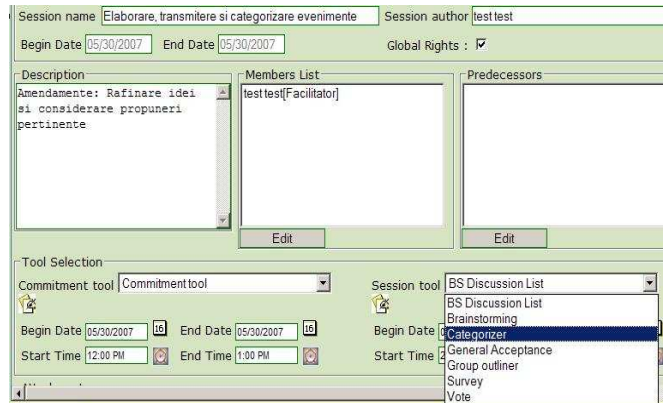 Session name Elaborare, transmitere si categorizare evenimente Session author test test
Begin Date 05/30/2007 End Date 05/30/2007 Global Rights :
Description Members List Predecessors
Amendamente: Rafinare idei
si considerare propuneri
pertinente
test test[Facilitator]
Edit Edit
Tool Selection
Commitment tool Commitment tool Session tool BS Discussion List
BS Discussion List
Brainstorming
Categorizer
General Acceptance
Group outliner
Survey
Vote
Begin Date 05/30/2007 16 End Date 05/30/2007 16 Begin Date
Start Time 12:00 PM End Time 1:00 PM Start Time